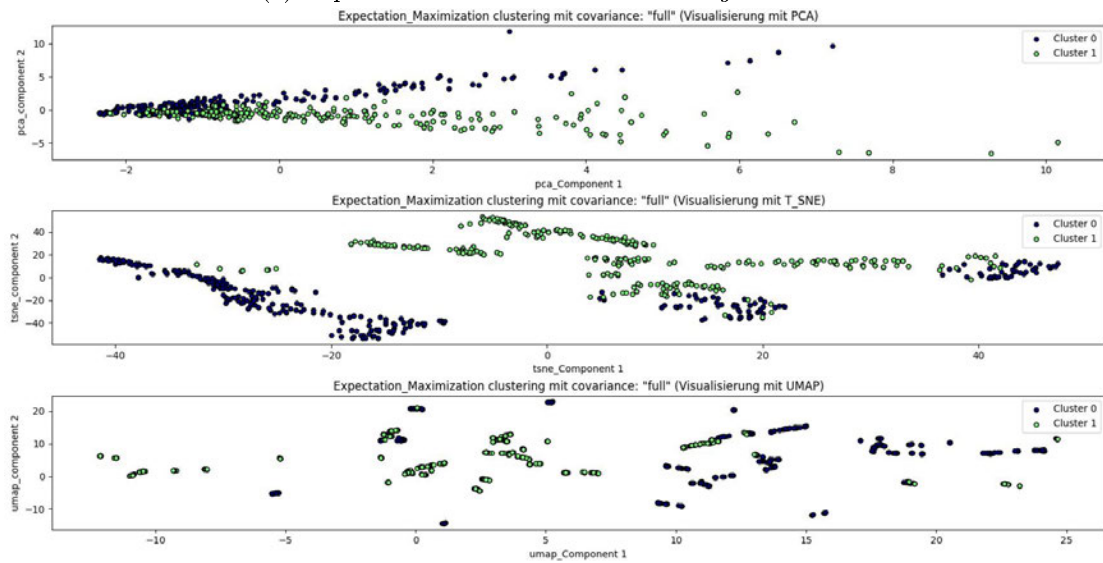 Expectation_Maximization clustering mit covariance: "full" (Visualisierung mit PCA)
10
5
0
−5
pca_component 2
Cluster 0
Cluster 1
−2
0
2
4
6
8
10
pca_Component 1
Expectation_Maximization clustering mit covariance: "full" (Visualisierung mit T_SNE)
40
20
0
−20
−40
tsne_component 2
Cluster 0
Cluster 1
−40
−20
0
20
40
tsne_Component 1
Expectation_Maximization clustering mit covariance: "full" (Visualisierung mit UMAP)
20
10
0
−10
umap_component 2
Cluster 0
Cluster 1
−10
−5
0
5
10
15
20
25
umap_Component 1